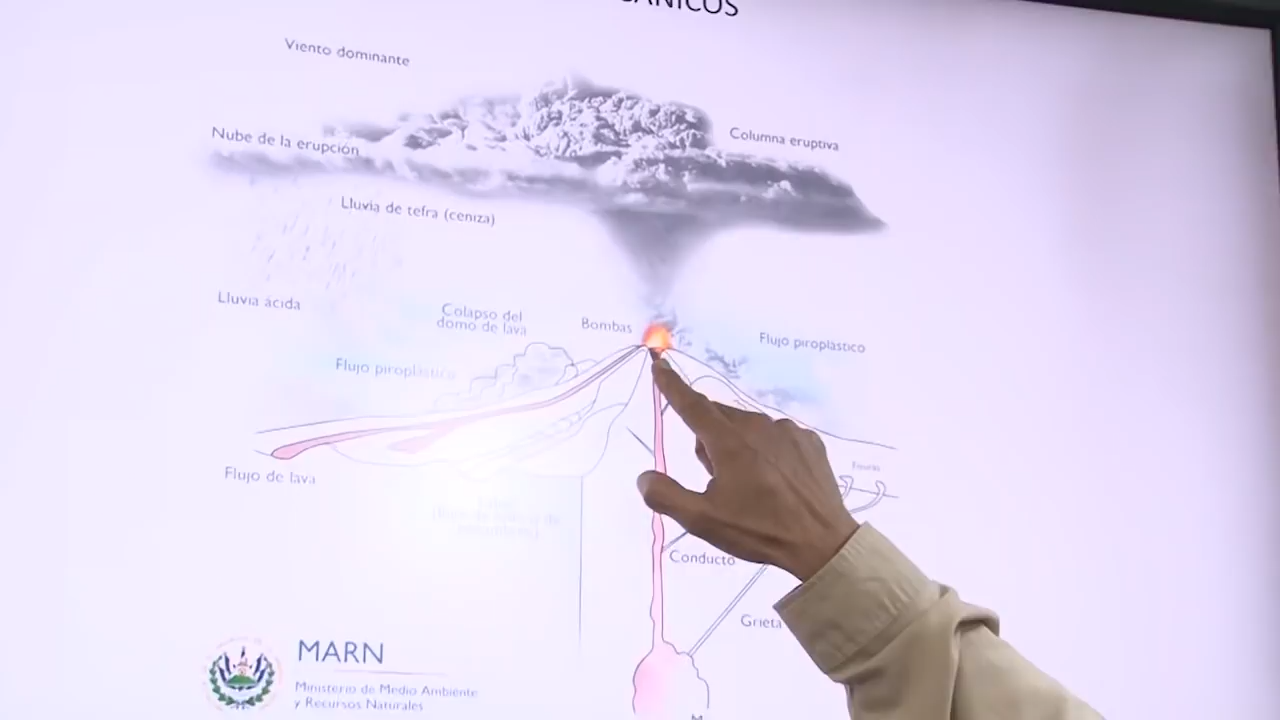 Viento dominante
Nube de la erupción
Columna eruptiva
Lluvia de tefra (ceniza)
Lluvia ácida
Colapso del
domo de lava
Bombas
Flujo piroplástico
Flujo piroplástico
Flujo de lava
Conducto
Grieta
MARN
Ministerio de Medio Ambiente
y Recursos Naturales